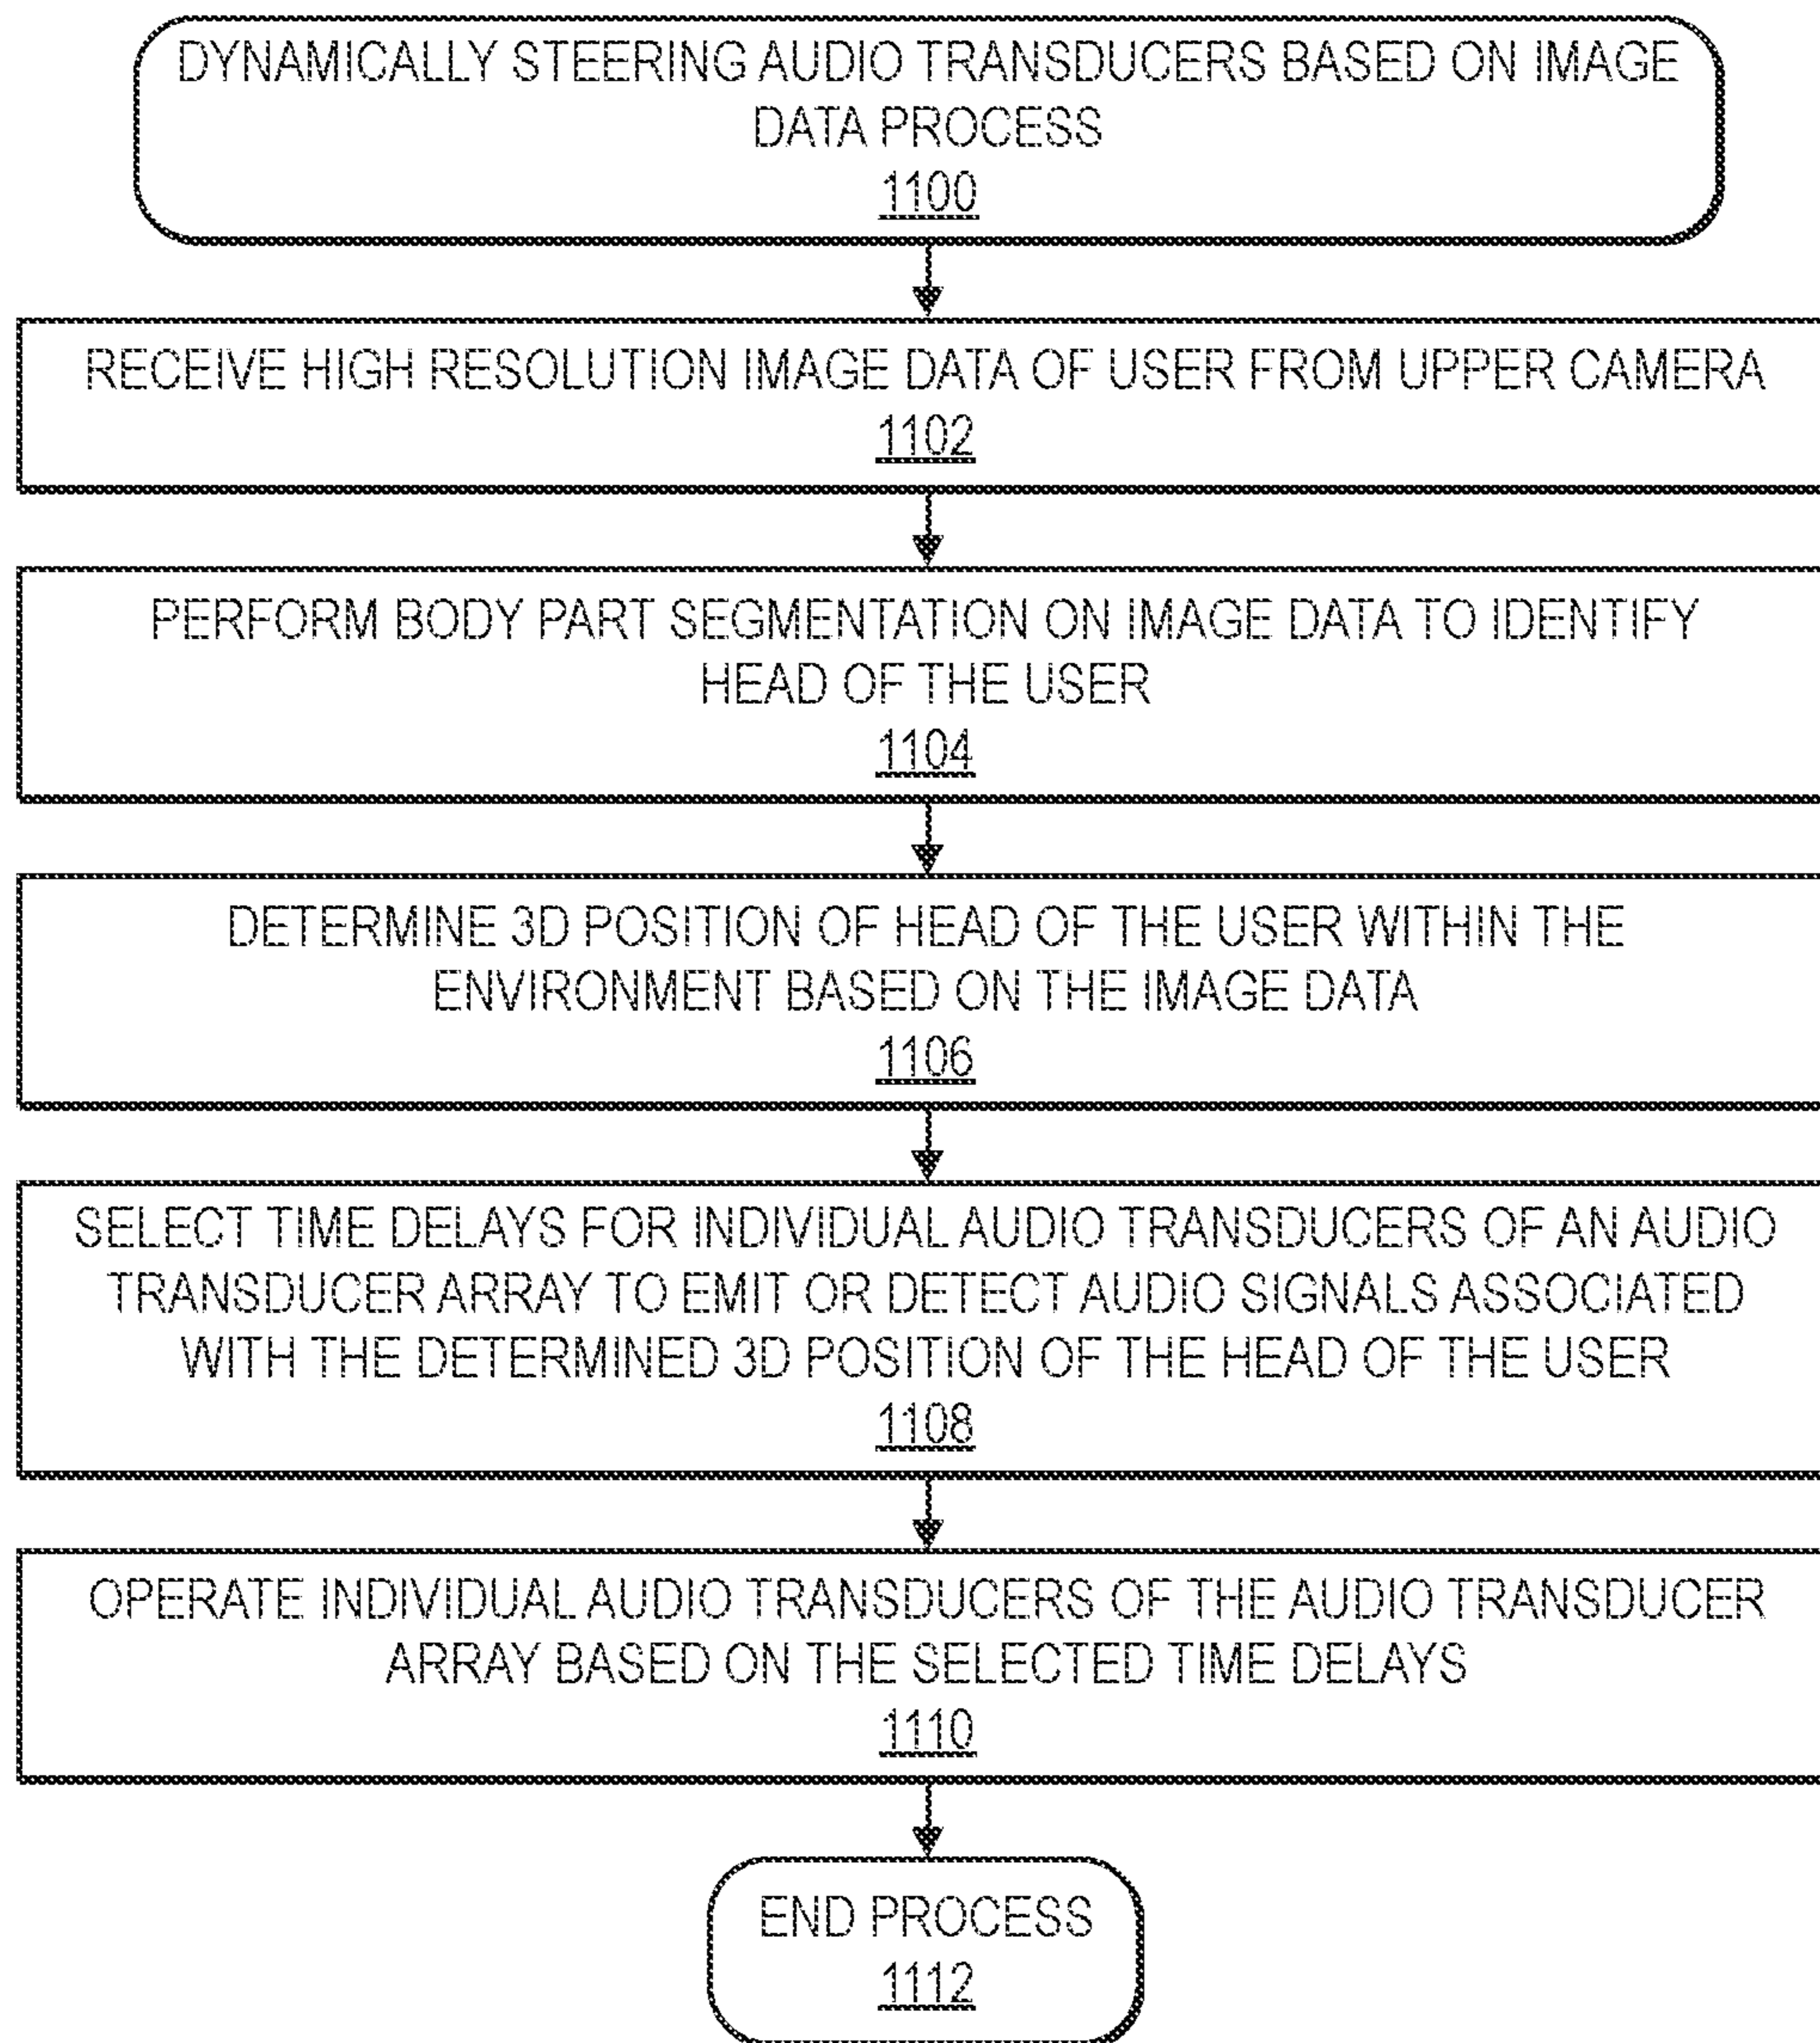 DYNAMICALLY STEERING AUDIO TRANSDUCERS BASED ON IMAGE
DATA PROCESS
1100
RECEIVE HIGH RESOLUTION IMAGE DATA OF USER FROM UPPER CAMERA
1102
PERFORM BODY PART SEGMENTATION ON IMAGE DATA TO IDENTIFY
HEAD OF THE USER
1104
DETERMINE 3D POSITION OF HEAD OF THE USER WITHIN THE
ENVIRONMENT BASED ON THE IMAGE DATA
1106
SELECT TIME DELAYS FOR INDIVIDUAL AUDIO TRANSDUCERS OF AN AUDIO
TRANSDUCER ARRAY TO EMIT OR DETECT AUDIO SIGNALS ASSOCIATED
WITH THE DETERMINED 3D POSITION OF THE HEAD OF THE USER
1108
OPERATE INDIVIDUAL AUDIO TRANSDUCERS OF THE AUDIO TRANSDUCER
ARRAY BASED ON THE SELECTED TIME DELAYS
1110
END PROCESS
1112